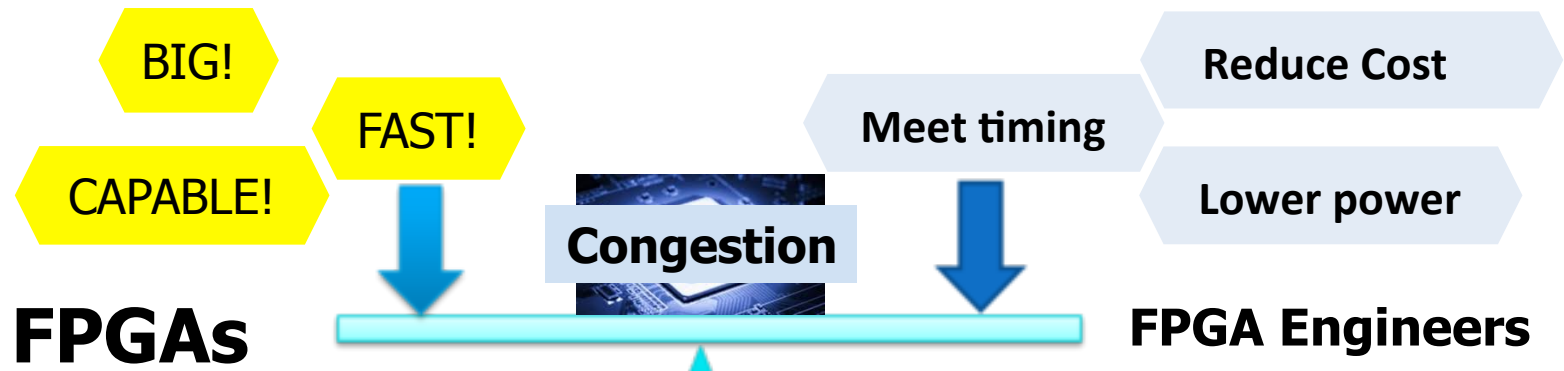 BIG!
Reduce Cost
FAST!
Meet timing
CAPABLE!
Lower power
Congestion
FPGAs
FPGA Engineers